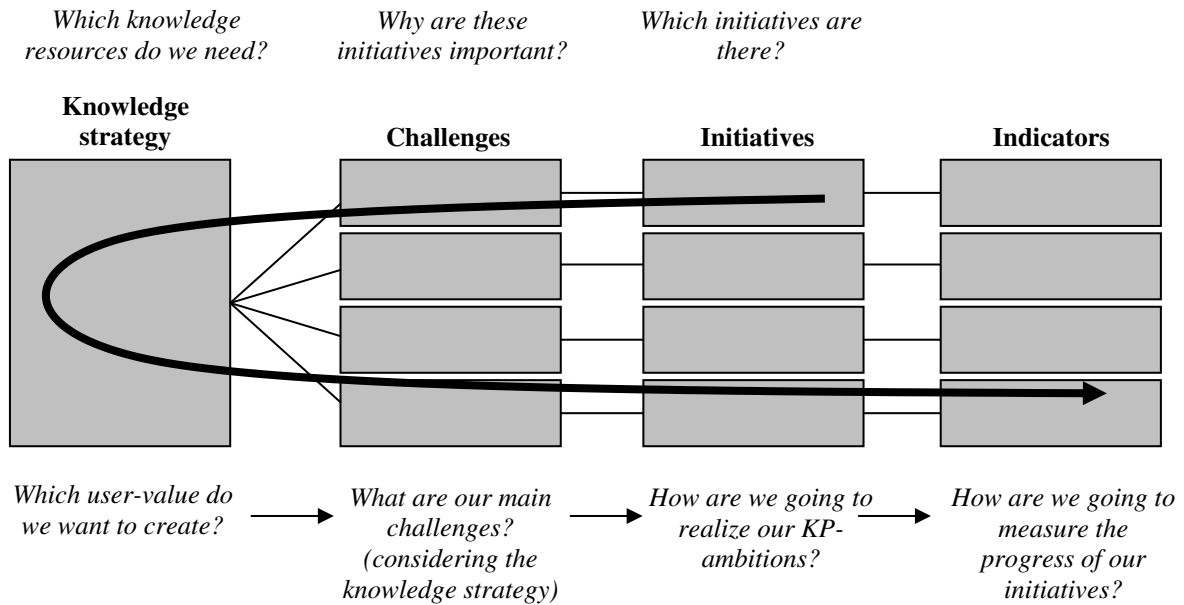 Which knowledge
resources do we need?
Why are these
initiatives important?
Which initiatives are
there?
Knowledge
strategy
Challenges
Initiatives
Indicators
Which user-value do
we want to create?
What are our main
challenges?
(considering the
knowledge strategy)
How are we going to
realize our KP-
ambitions?
How are we going to
measure the
progress of our
initiatives?